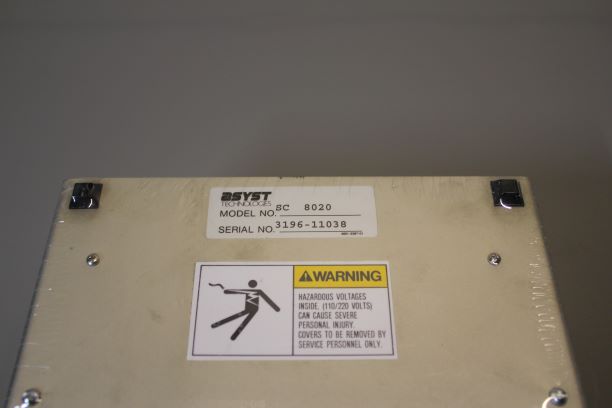 asyst
TECHNOLOGIES
MODEL NO. SC 8020
SERIAL NO. 3196-11038
WARNING
HAZARDOUS VOLTAGES
INSIDE, (110/220 VOLTS)
CAN CAUSE SEVERE
PERSONAL INJURY.
COVERS TO BE REMOVED BY
SERVICE PERSONNEL ONLY.